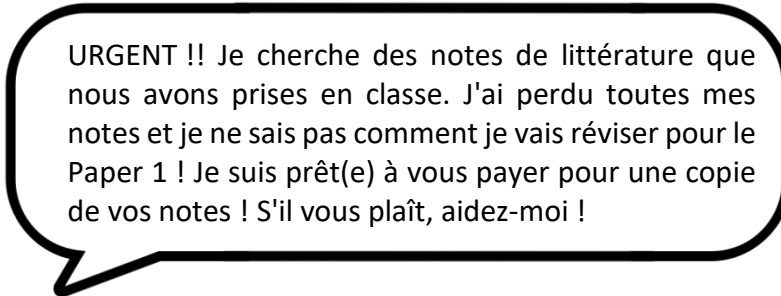 URGENT !! Je cherche des notes de littérature que
nous avons prises en classe. J'ai perdu toutes mes
notes et je ne sais pas comment je vais réviser pour le
Paper 1 ! Je suis prêt(e) à vous payer pour une copie
de vos notes ! S'il vous plaît, aidez-moi !